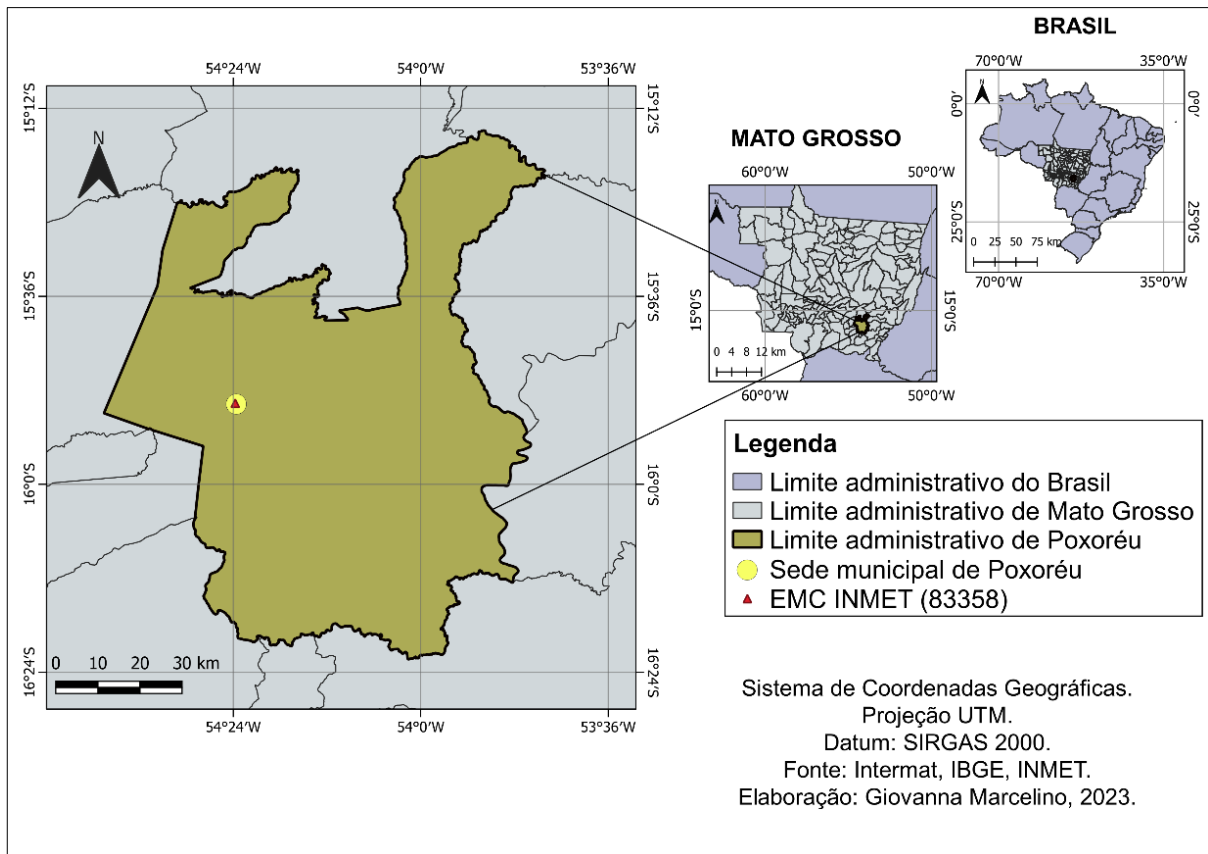 54°24'W 54°0'W 53°36'W
15°12'S 15°12'S
N
15°36'S 15°36'S
16°0'S 16°0'S
0 10 20 30 km
16°24'S 16°24'S
54°24'W 54°0'W 53°36'W
MATO GROSSO
60°0'W 50°0'W
N
15°0'S 15°0'S
0 4 8 12 km
60°0'W 50°0'W
BRASIL
70°0'W 35°0'W
N
0°0' 0°0'
25°0'S 25°0'S
0 25 50 75 km
70°0'W 35°0'W
Legenda
Limite administrativo do Brasil
Limite administrativo de Mato Grosso
Limite administrativo de Poxoréu
Sede municipal de Poxoréu
EMC INMET (83358)
Sistema de Coordenadas Geográficas.
Projeção UTM.
Datum: SIRGAS 2000.
Fonte: Intermat, IBGE, INMET.
Elaboração: Giovanna Marcelino, 2023.